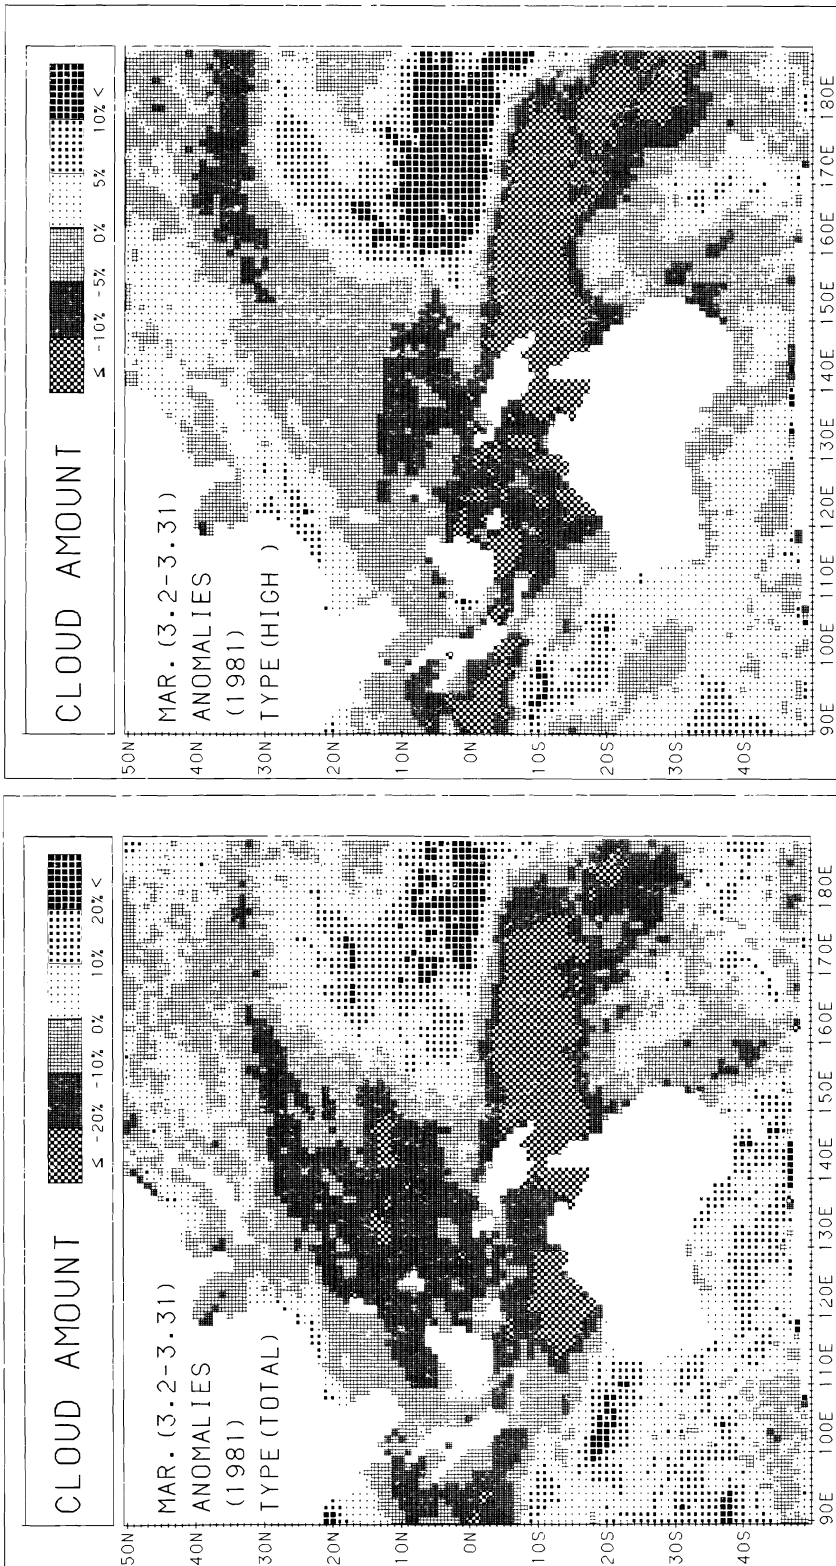 CLOUD AMOUNT
≤ -20% -10% 0% 10% 20% <
MAR.(3.2-3.31)
ANOMALIES
(1981)
TYPE(TOTAL)
50N
40N
30N
20N
10N
0N
10S
20S
30S
40S
90E 100E 110E 120E 130E 140E 150E 160E 170E 180E
CLOUD AMOUNT
≤ -10% -5% 0% 5% 10% <
MAR.(3.2-3.31)
ANOMALIES
(1981)
TYPE(HIGH )
50N
40N
30N
20N
10N
0N
10S
20S
30S
40S
90E 100E 110E 120E 130E 140E 150E 160E 170E 180E